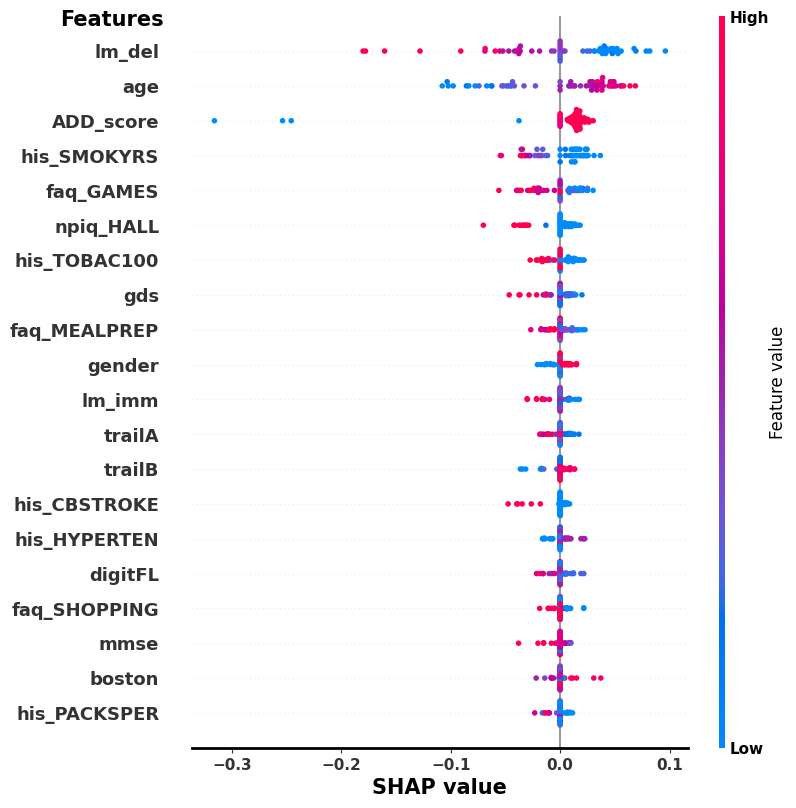 Features
High
lm_del
age
ADD_score
his_SMOKYRS
faq_GAMES
npiq_HALL
his_TOBAC100
gds
faq_MEALPREP
gender
lm_imm
trailA
trailB
his_CBSTROKE
his_HYPERTEN
digitFL
faq_SHOPPING
mmse
boston
his_PACKSPER
Feature value
Low
−0.3 −0.2 −0.1 0.0 0.1
SHAP value